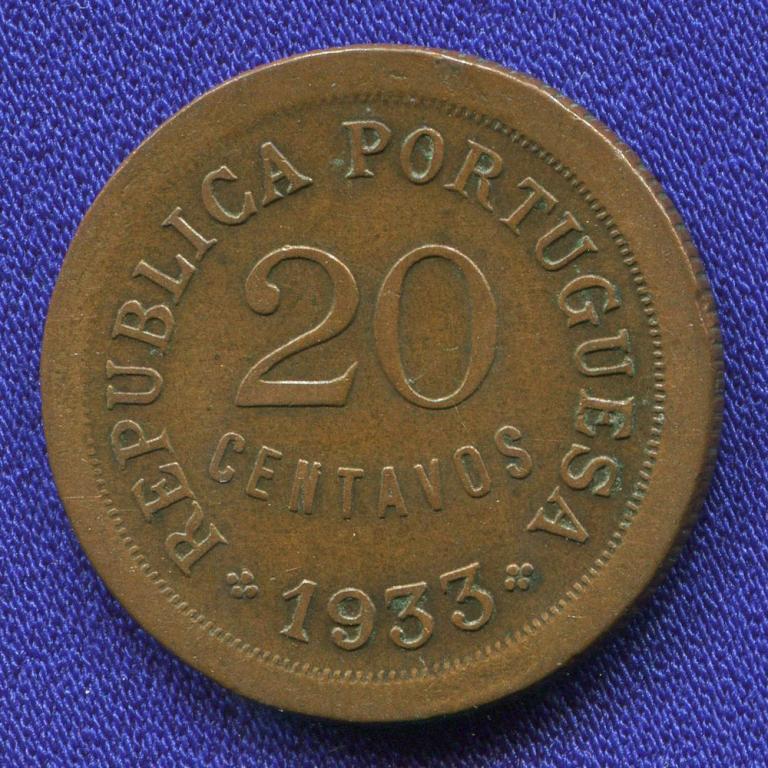 REPUBLICA PORTUGUESA
20
CENTAVOS
1933